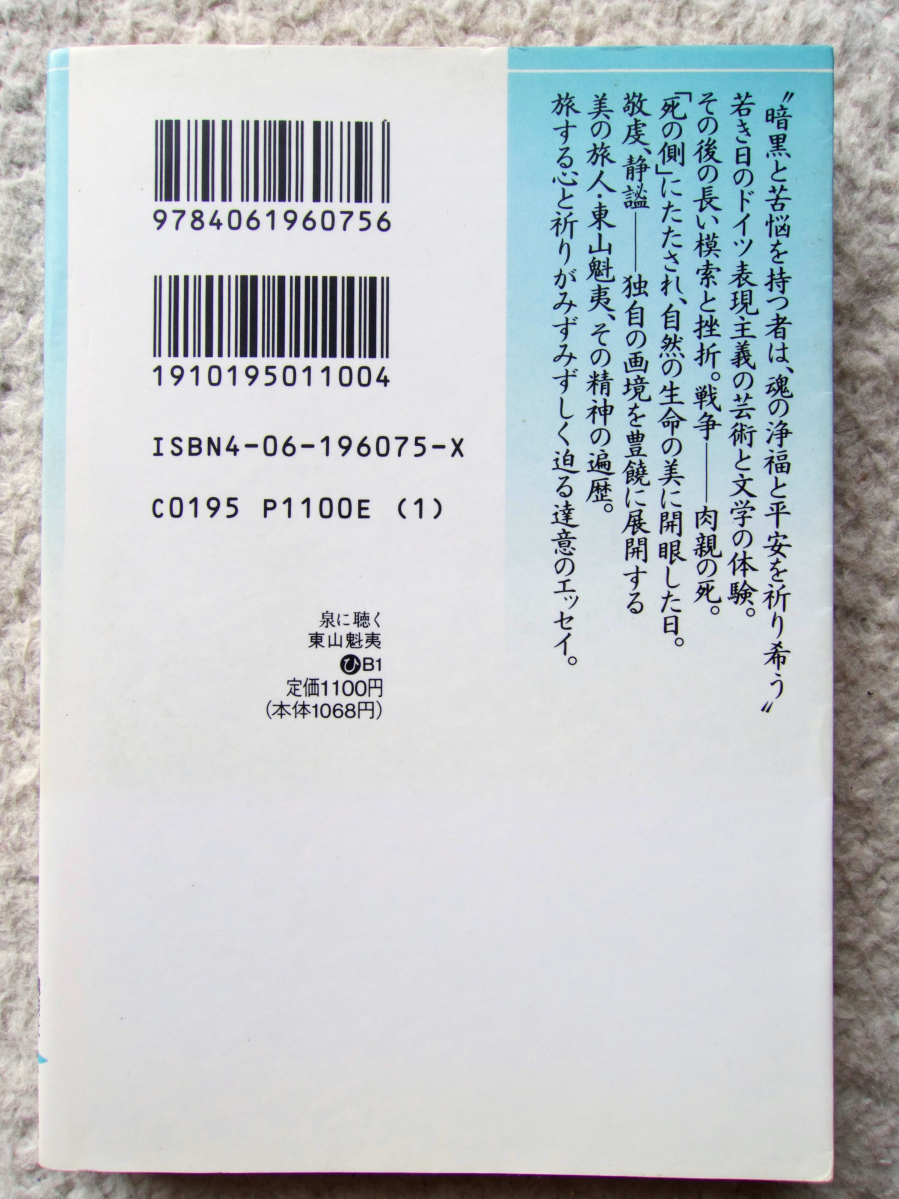 〝暗黒と苦悩を持つ者は、魂の浄福と平安を祈り希う〟
若き日のドイツ表現主義の芸術と文学の体験。
その後の長い模索と挫折。戦争──肉親の死。
「死の側」にたたされ、自然の生命の美に開眼した日。
敬虔、静謐──独自の画境を豊饒に展開する
美の旅人・東山魁夷、その精神の遍歴。
旅する心と祈りがみずみずしく迫る達意のエッセイ。
9784061960756
1910195011004
ISBN4-06-196075-X
C0195 P1100E (1)
泉に聴く
東山魁夷
ひB1
定価1100円
(本体1068円)